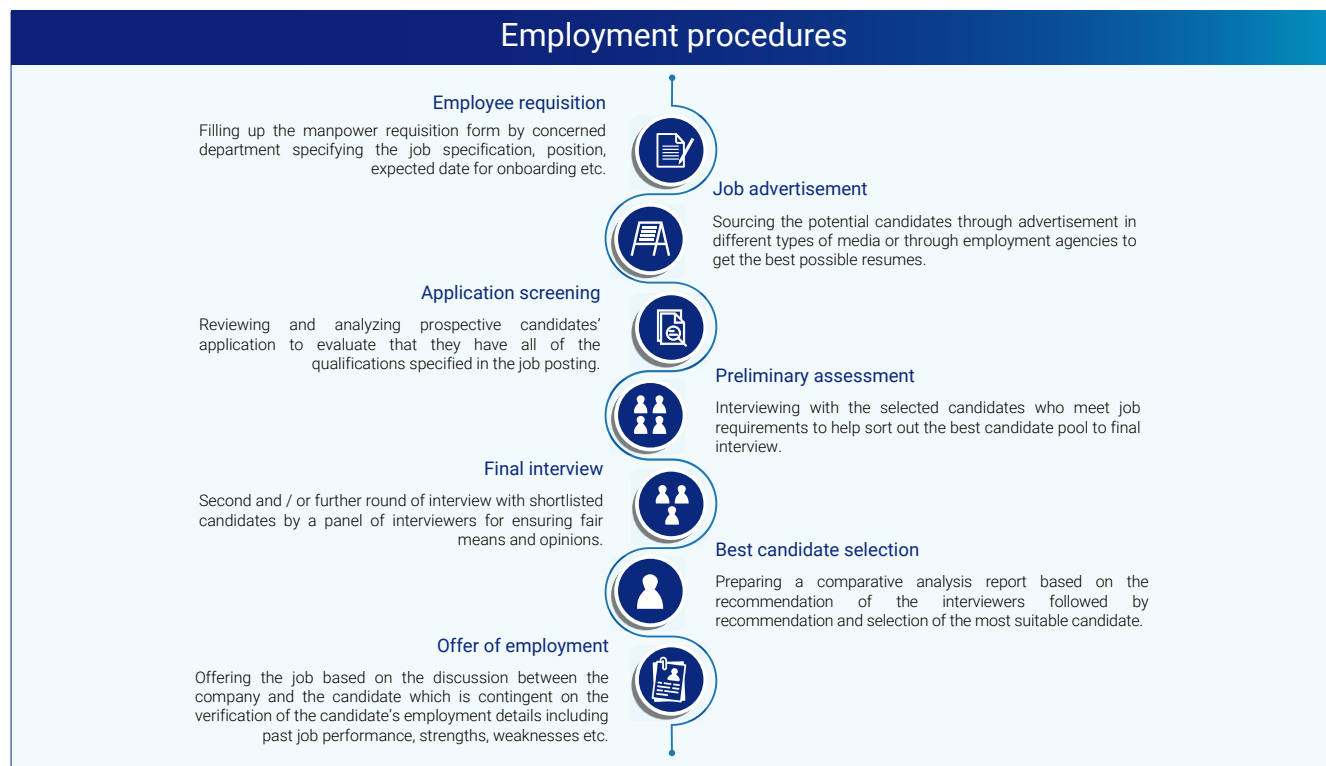 Employment procedures
Employee requisition
Filling up the manpower requisition form by concerned
department specifying the job specification, position,
expected date for onboarding etc.
Job advertisement
Sourcing the potential candidates through advertisement in
different types of media or through employment agencies to
get the best possible resumes.
Application screening
Reviewing and analyzing prospective candidates’
application to evaluate that they have all of the
qualifications specified in the job posting.
Preliminary assessment
Interviewing with the selected candidates who meet job
requirements to help sort out the best candidate pool to final
interview.
Final interview
Second and / or further round of interview with shortlisted
candidates by a panel of interviewers for ensuring fair
means and opinions.
Best candidate selection
Preparing a comparative analysis report based on the
recommendation of the interviewers followed by
recommendation and selection of the most suitable candidate.
Offer of employment
Offering the job based on the discussion between the
company and the candidate which is contingent on the
verification of the candidate’s employment details including
past job performance, strengths, weaknesses etc.